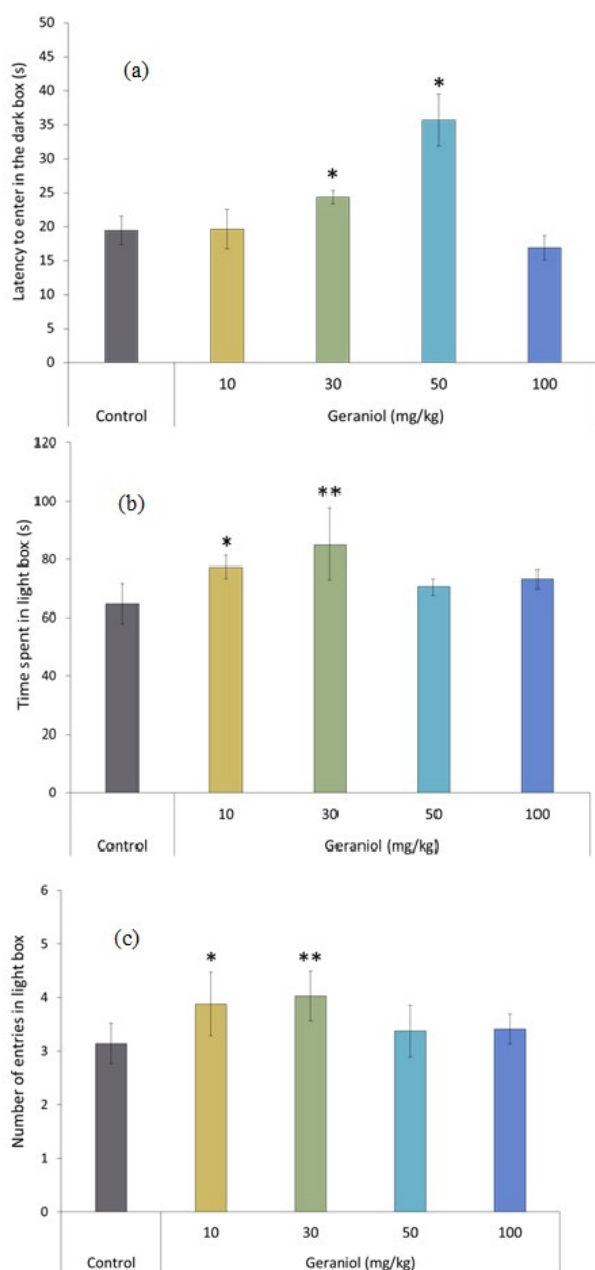 Latency to enter in the dark box (s)
50
45
40
35
30
25
20
15
10
5
0
(a)
*
*
10 30 50 100
Control Geraniol (mg/kg)
Time spent in light box (s)
120
100
80
60
40
20
0
(b)
*
**
10 30 50 100
Control Geraniol (mg/kg)
Number of entries in light box
6
5
4
3
2
1
0
(c)
*
**
10 30 50 100
Control Geraniol (mg/kg)